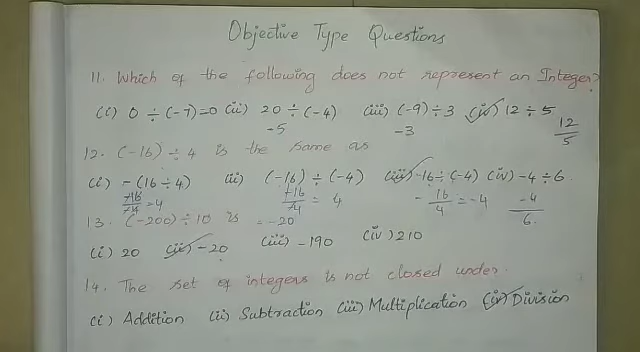 Objective Type Questions
11. Which of the following does not represent an Integer?
(i) 0 ÷ (-7)=0 (ii) 20 ÷ (-4) (iii) (-9) ÷ 3 (iv) 12 ÷ 5
-5 -3 12/5
12. (-16) ÷ 4 is the same as
(i) -(16 ÷ 4) (ii) (-16) ÷ (-4) (iii) -16 ÷ (-4) (iv) -4 ÷ 6
= 4 = 4 - 16/4 = -4 -4/6
13. (-200) ÷ 10 is = -20
(i) 20 (ii) -20 (iii) -190 (iv) 210
14. The set of integers is not closed under.
(i) Addition (ii) Subtraction (iii) Multiplication (iv) Division